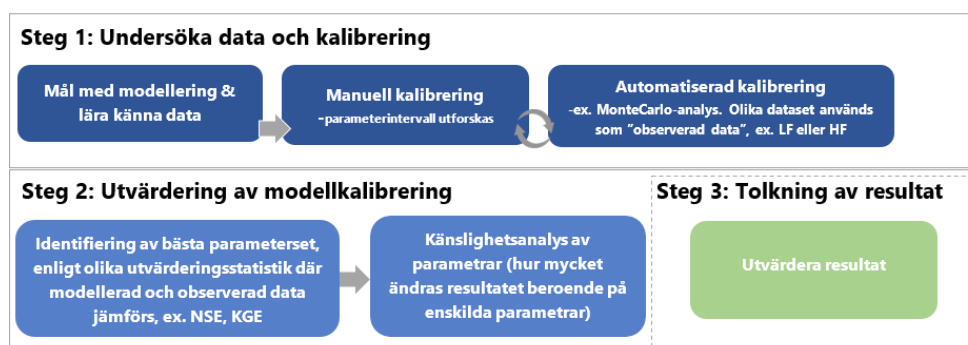 Steg 1: Undersöka data och kalibrering
Mål med modellering &
lära känna data
Manuell kalibrering
-parameterintervall utforskas
Automatiserad kalibrering
-ex. MonteCarlo-analys. Olika dataset används
som ”observerad data”, ex. LF eller HF
Steg 2: Utvärdering av modellkalibrering
Identifiering av bästa parameterset,
enligt olika utvärderingsstatistik där
modellerad och observerad data
jämförs, ex. NSE, KGE
Känslighetsanalys av
parametrar (hur mycket
ändras resultatet beroende på
enskilda parametrar)
Steg 3: Tolkning av resultat
Utvärdera resultat